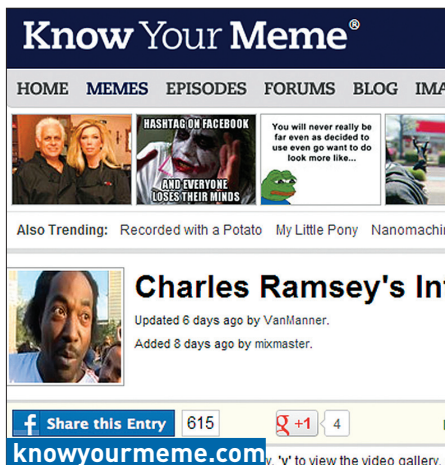 Know Your Meme®
HOME MEMES EPISODES FORUMS BLOG
HASHTAG ON FACEBOOK
AND EVERYONE
LOSES THEIR MINDS
You will never really be
far even as decided to
use even go want to do
look more like...
Also Trending: Recorded with a Potato My Little Pony
Charles Ramsey's
Updated 6 days ago by VanManner.
Added 8 days ago by mixmaster.
f Share this Entry 615 g +1 4
knowyourmeme.com 'v' to view the video gallery.